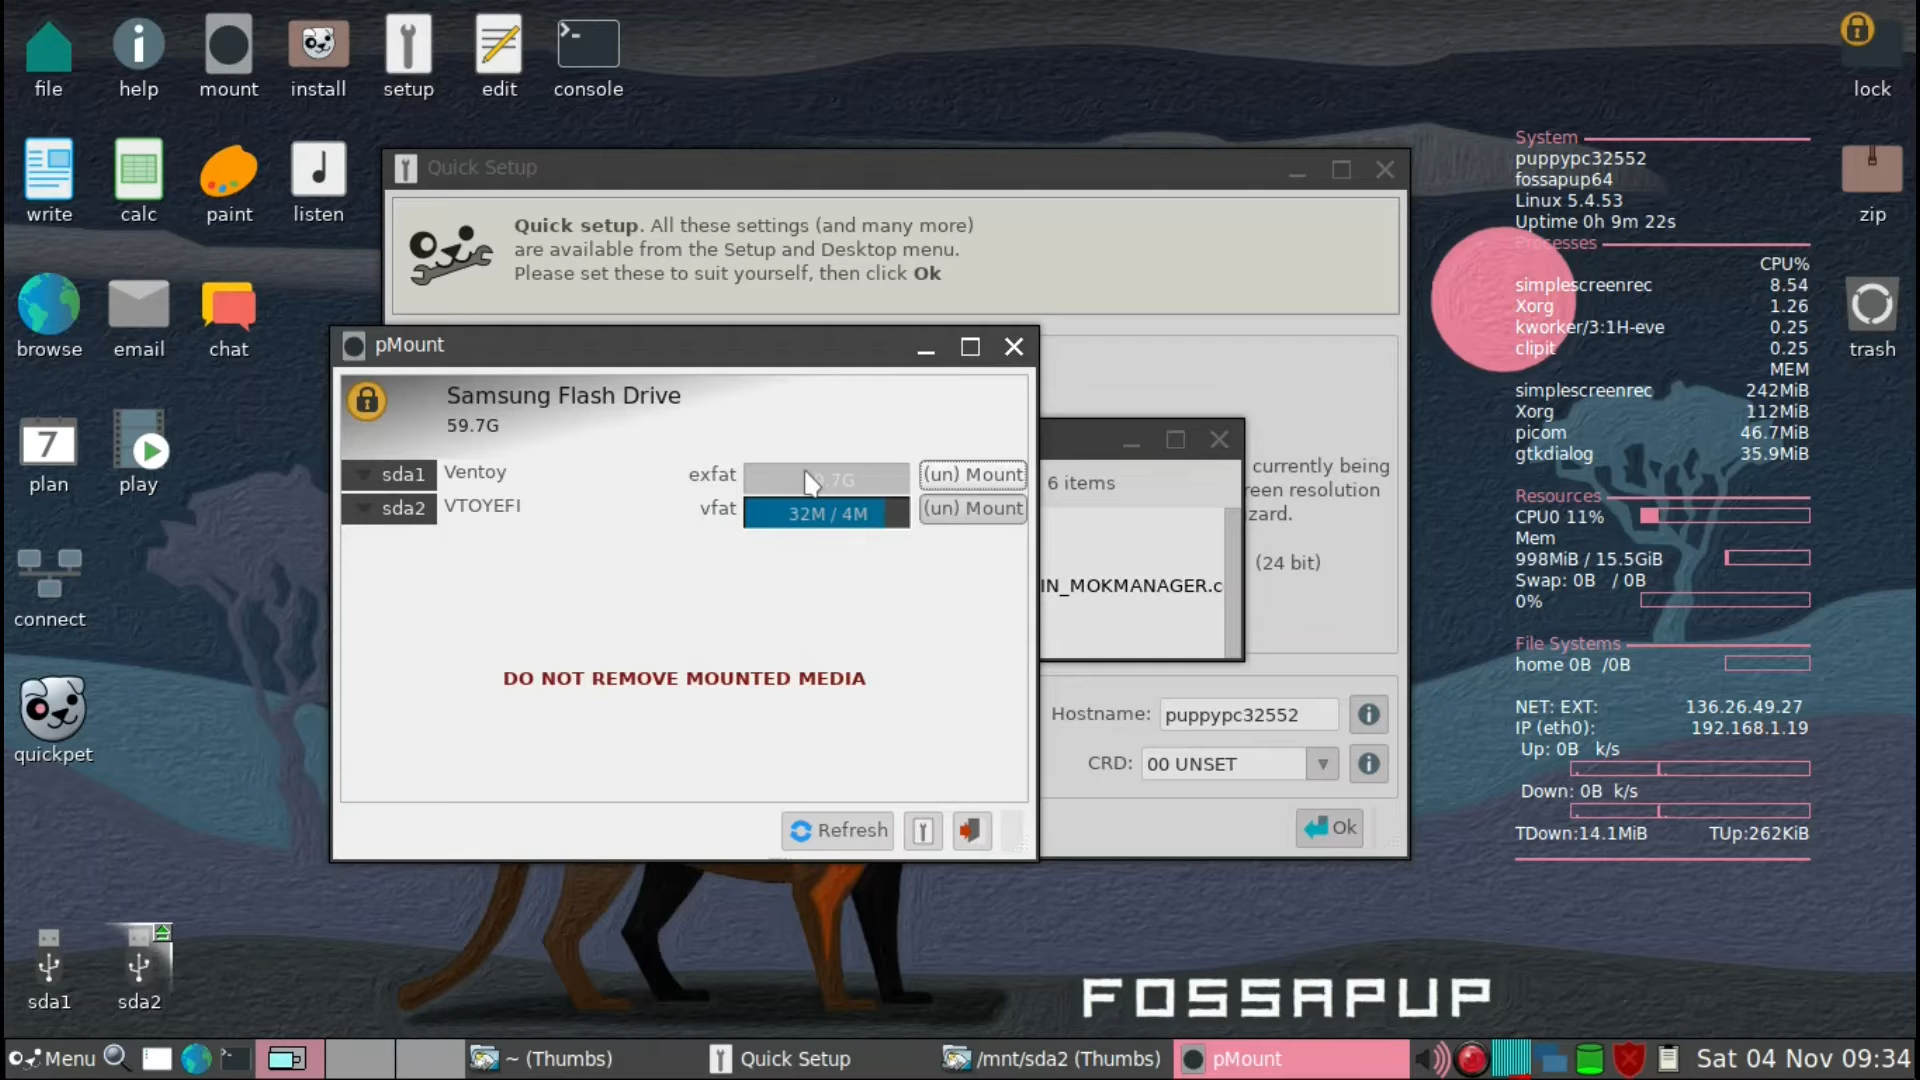 file
help
mount
install
setup
edit
console
lock
write
calc
paint
listen
zip
browse
email
chat
trash
plan
7
play
connect
quickpet
sda1
sda2
Quick Setup
Quick setup. All these settings (and many more)
are available from the Setup and Desktop menu.
Please set these to suit yourself, then click Ok
pMount
Samsung Flash Drive
59.7G
sda1 Ventoy exfat (un) Mount
sda2 VTOYEFI vfat 32M / 4M (un) Mount
DO NOT REMOVE MOUNTED MEDIA
Refresh
6 items
IN_MOKMANAGER.c
currently being
reen resolution
zard.
(24 bit)
Hostname: puppypc32552
CRD: 00 UNSET
Ok
System
puppypc32552
fossapup64
Linux 5.4.53
Uptime 0h 9m 22s
Processes
CPU%
simplescreenrec 8.54
Xorg 1.26
kworker/3:1H-eve 0.25
clipit 0.25
MEM
simplescreenrec 242MiB
Xorg 112MiB
picom 46.7MiB
gtkdialog 35.9MiB
Resources
CPU0 11%
Mem
998MiB / 15.5GiB
Swap: 0B / 0B
0%
File Systems
home 0B /0B
NET: EXT: 136.26.49.27
IP (eth0): 192.168.1.19
Up: 0B k/s
Down: 0B k/s
TDown:14.1MiB TUp:262KiB
FOSSAPUP
Menu
~ (Thumbs)
Quick Setup
/mnt/sda2 (Thumbs)
pMount
Sat 04 Nov 09:34